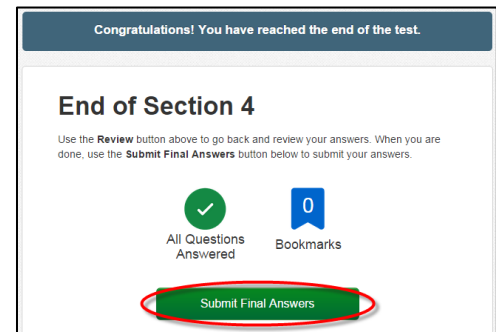 Congratulations! You have reached the end of the test.
End of Section 4
Use the Review button above to go back and review your answers. When you are
done, use the Submit Final Answers button below to submit your answers.
0
All Questions
Answered
Bookmarks
Submit Final Answers